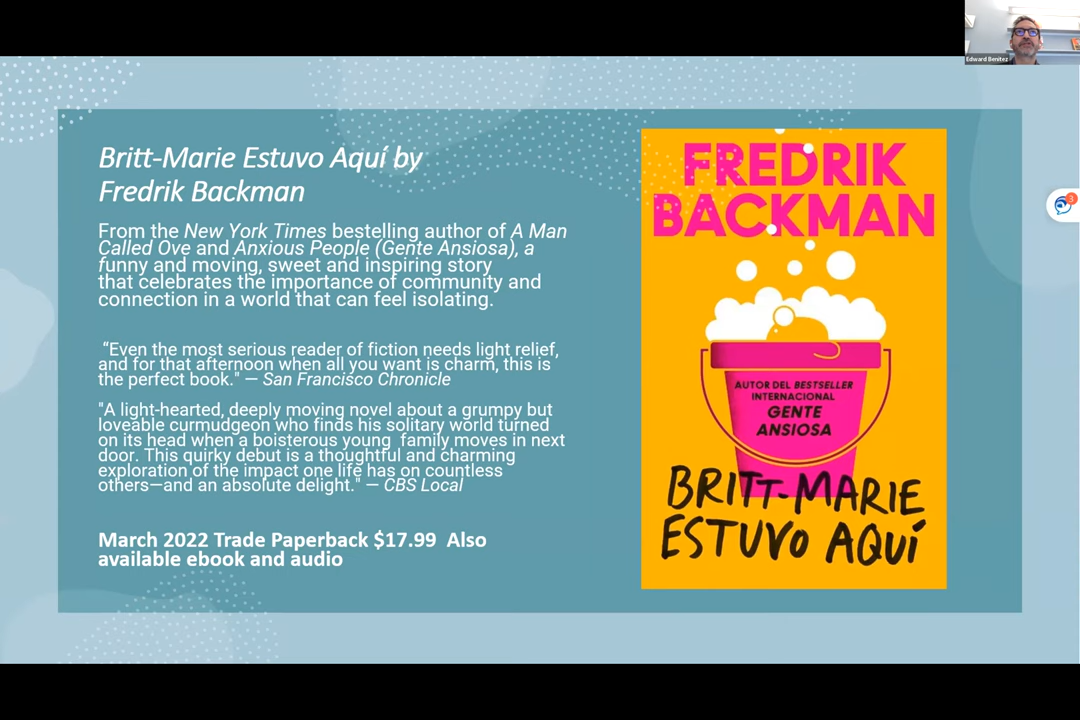 Edward Benitez
3
Britt-Marie Estuvo Aquí by
Fredrik Backman
From the New York Times bestselling author of A Man
Called Ove and Anxious People (Gente Ansiosa), a
funny and moving, sweet and inspiring story
that celebrates the importance of community and
connection in a world that can feel isolating.
“Even the most serious reader of fiction needs light relief,
and for that afternoon when all you want is charm, this is
the perfect book." — San Francisco Chronicle
"A light-hearted, deeply moving novel about a grumpy but
loveable curmudgeon who finds his solitary world turned
on its head when a boisterous young family moves in next
door. This quirky debut is a thoughtful and charming
exploration of the impact one life has on countless
others—and an absolute delight." — CBS Local
March 2022 Trade Paperback $17.99 Also
available ebook and audio
FREDRIK
BACKMAN
AUTOR DEL BESTSELLER
INTERNACIONAL
GENTE
ANSIOSA
BRITT-MARIE
ESTUVO AQUÍ